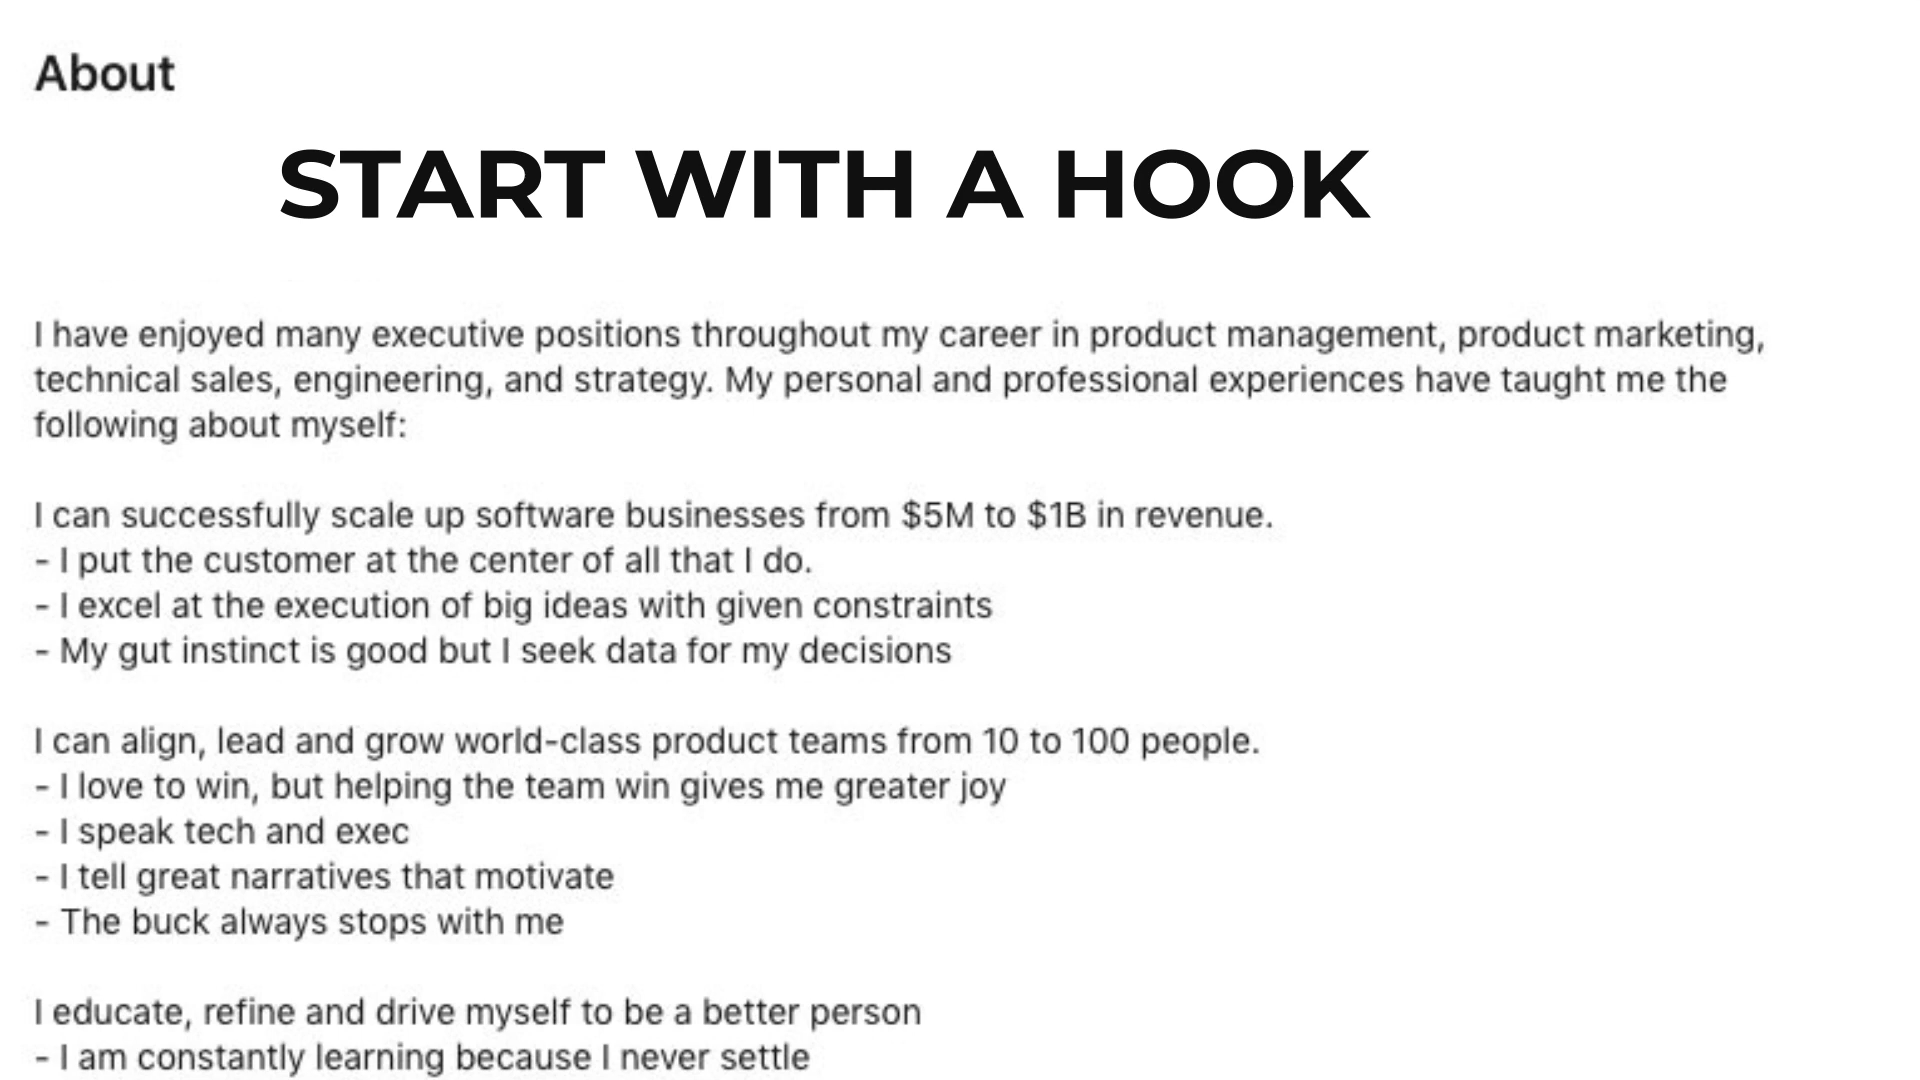 About
START WITH A HOOK
I have enjoyed many executive positions throughout my career in product management, product marketing,
technical sales, engineering, and strategy. My personal and professional experiences have taught me the
following about myself:
I can successfully scale up software businesses from $5M to $1B in revenue.
- I put the customer at the center of all that I do.
- I excel at the execution of big ideas with given constraints
- My gut instinct is good but I seek data for my decisions
I can align, lead and grow world-class product teams from 10 to 100 people.
- I love to win, but helping the team win gives me greater joy
- I speak tech and exec
- I tell great narratives that motivate
- The buck always stops with me
I educate, refine and drive myself to be a better person
- I am constantly learning because I never settle